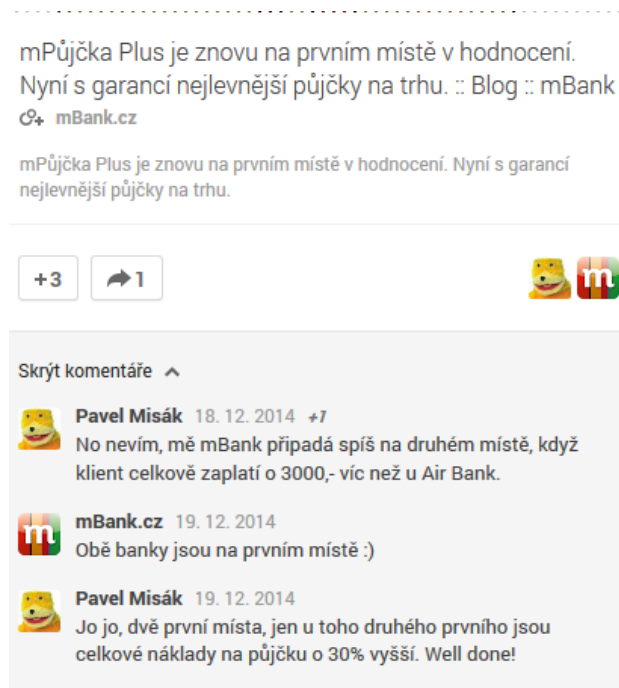 mPůjčka Plus je znovu na prvním místě v hodnocení.
Nyní s garancí nejlevnější půjčky na trhu. :: Blog :: mBank
mBank.cz
mPůjčka Plus je znovu na prvním místě v hodnocení. Nyní s garancí
nejlevnější půjčky na trhu.
+3 1
m
Skrýt komentáře
Pavel Misák 18. 12. 2014 +1
No nevím, mě mBank připadá spíš na druhém místě, když
klient celkově zaplatí o 3000,- víc než u Air Bank.
m
mBank.cz 19. 12. 2014
Obě banky jsou na prvním místě :)
Pavel Misák 19. 12. 2014
Jo jo, dvě první místa, jen u toho druhého prvního jsou
celkové náklady na půjčku o 30% vyšší. Well done!